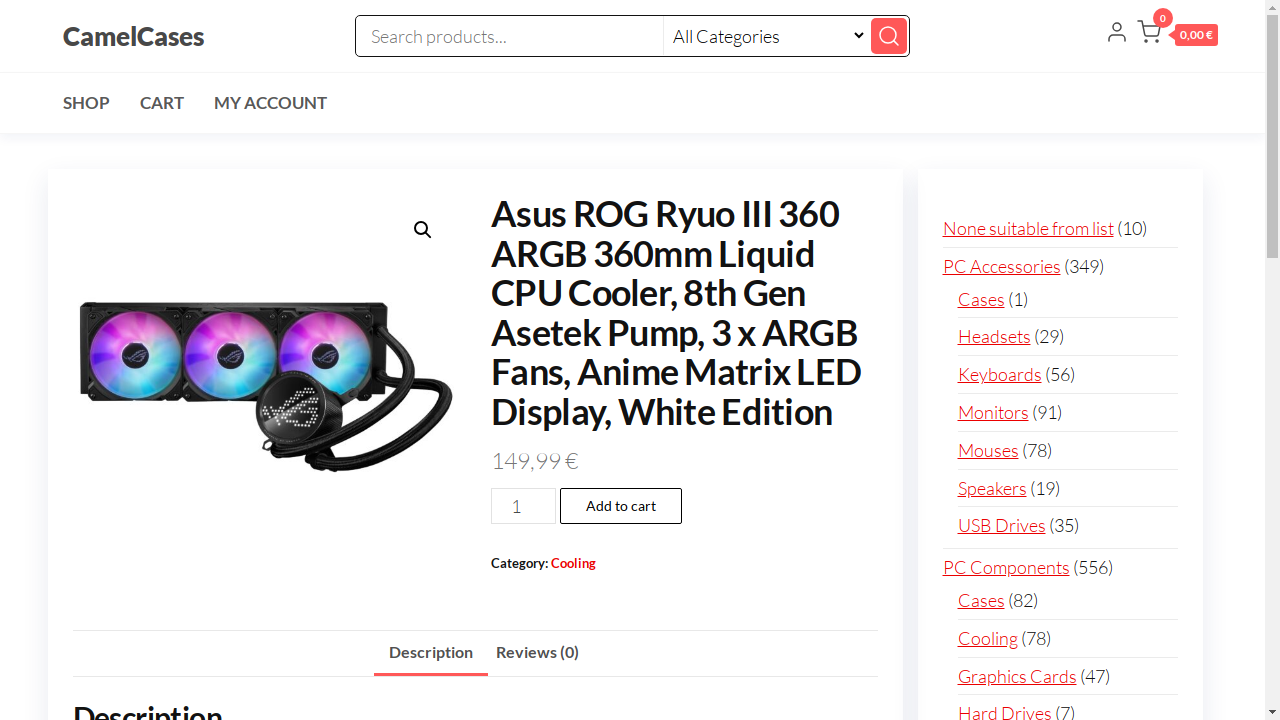 CamelCases
Search products...
All Categories
0
0,00 €
SHOP
CART
MY ACCOUNT
Asus ROG Ryuo III 360
ARGB 360mm Liquid
CPU Cooler, 8th Gen
Asetek Pump, 3 x ARGB
Fans, Anime Matrix LED
Display, White Edition
149,99 €
1
Add to cart
Category: Cooling
Description
Reviews (0)
Description
None suitable from list (10)
PC Accessories (349)
Cases (1)
Headsets (29)
Keyboards (56)
Monitors (91)
Mouses (78)
Speakers (19)
USB Drives (35)
PC Components (556)
Cases (82)
Cooling (78)
Graphics Cards (47)
Hard Drives (7)